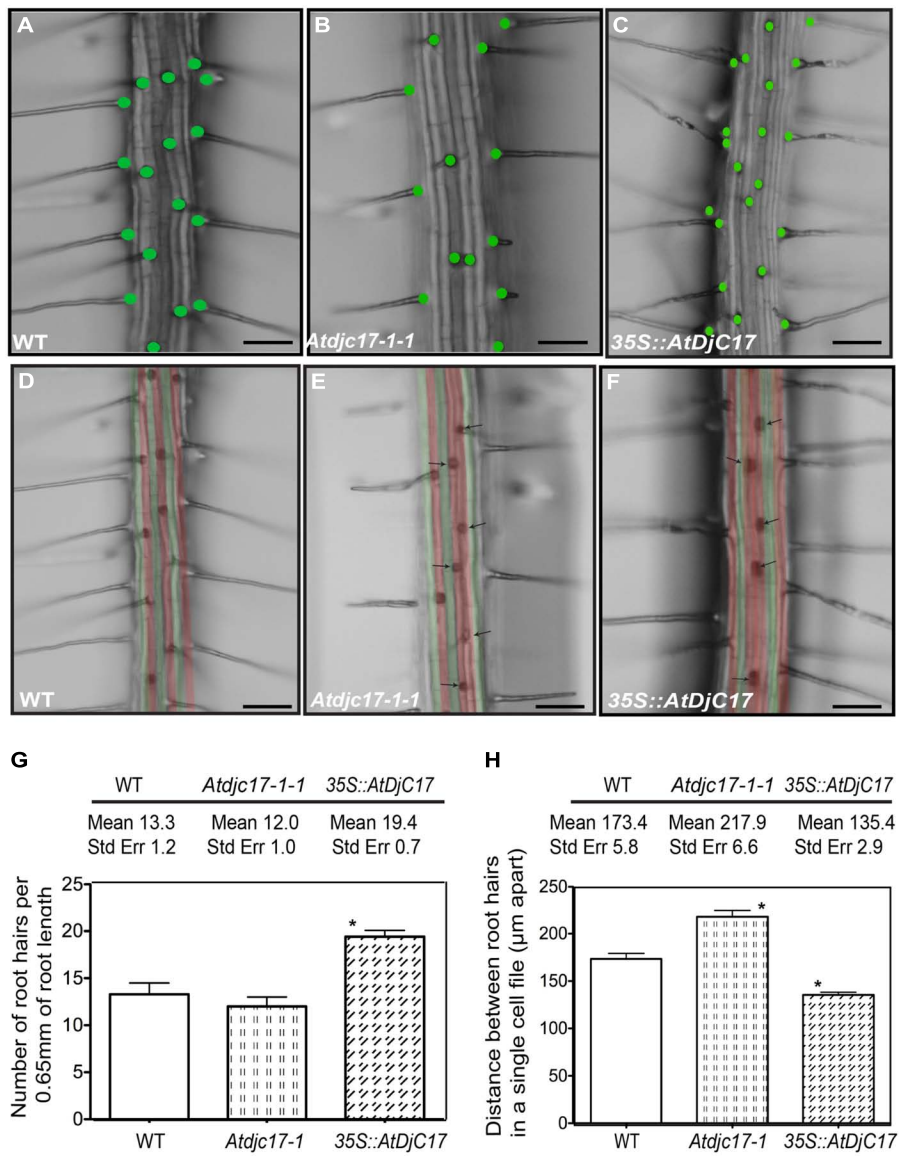 A
B
C
WT
Atdjc17-1-1
35S::AtDjC17
D
E
F
WT
Atdjc17-1-1
35S::AtDjC17
G
WT Atdjc17-1-1 35S::AtDjC17
Mean 13.3 Mean 12.0 Mean 19.4
Std Err 1.2 Std Err 1.0 Std Err 0.7
Number of root hairs per
0.65mm of root length
25
20
15
10
5
0
*
WT Atdjc17-1 35S::AtDjC17
H
WT Atdjc17-1-1 35S::AtDjC17
Mean 173.4 Mean 217.9 Mean 135.4
Std Err 5.8 Std Err 6.6 Std Err 2.9
Distance between root hairs
in a single cell file (μm apart)
250
200
150
100
50
0
*
*
WT Atdjc17-1 35S::AtDjC17